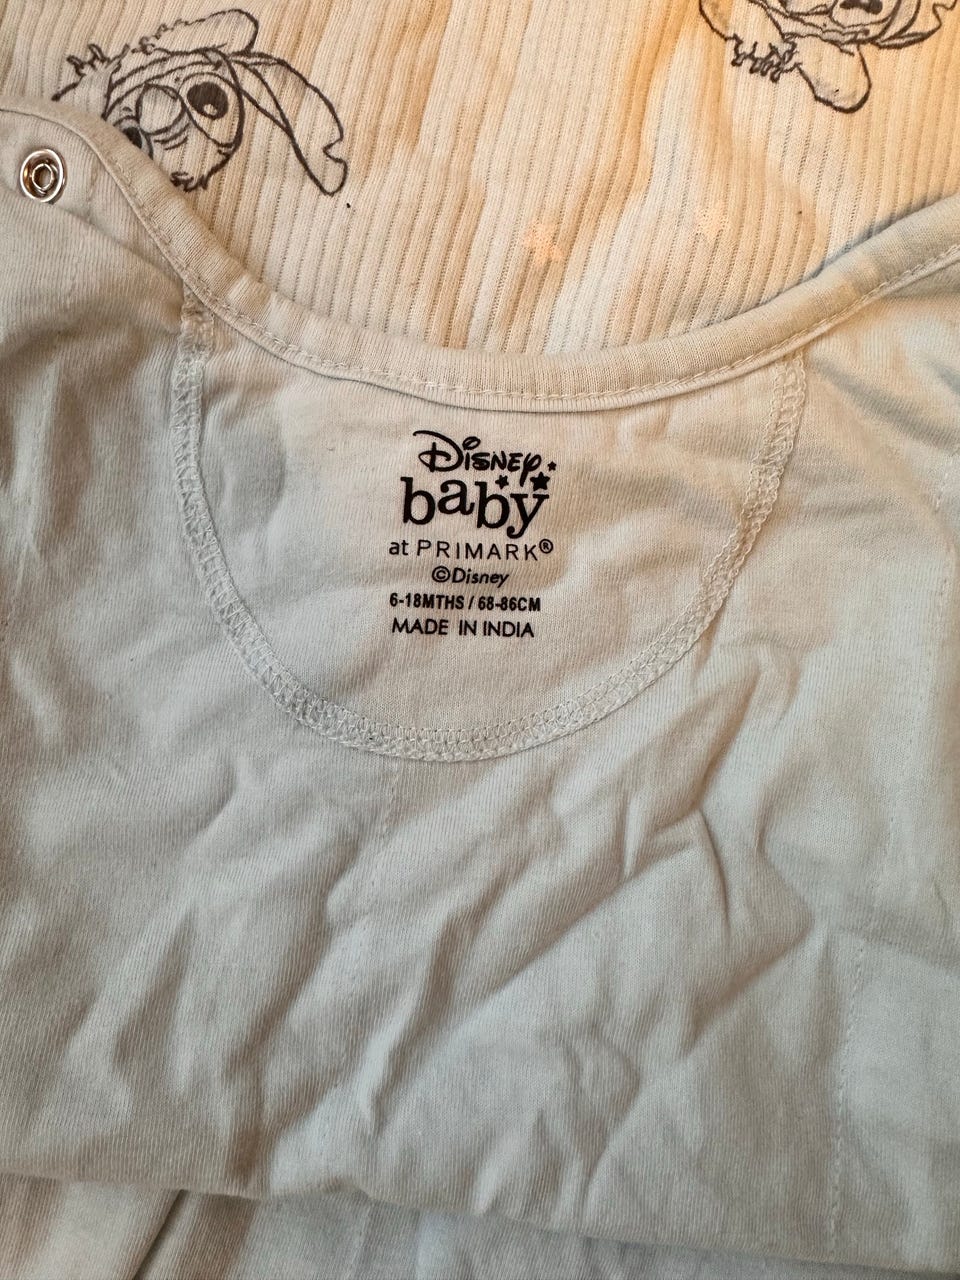 Disney
baby
at PRIMARK®
©Disney
6-18MTHS / 68-86CM
MADE IN INDIA